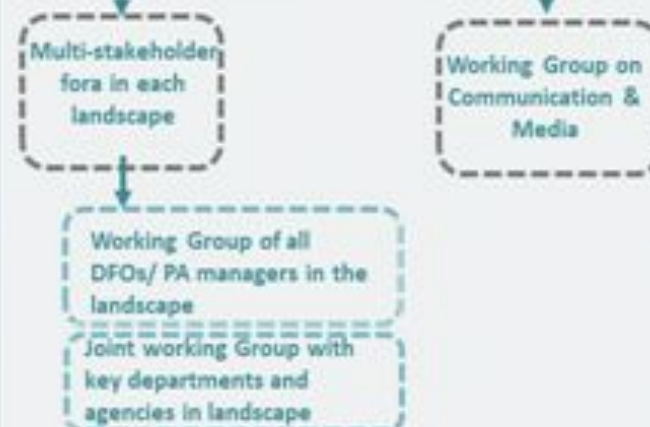 Multi-stakeholder
fora in each
landscape
Working Group on
Communication &
Media
Working Group of all
DFOs/ PA managers in the
landscape
Joint working Group with
key departments and
agencies in landscape